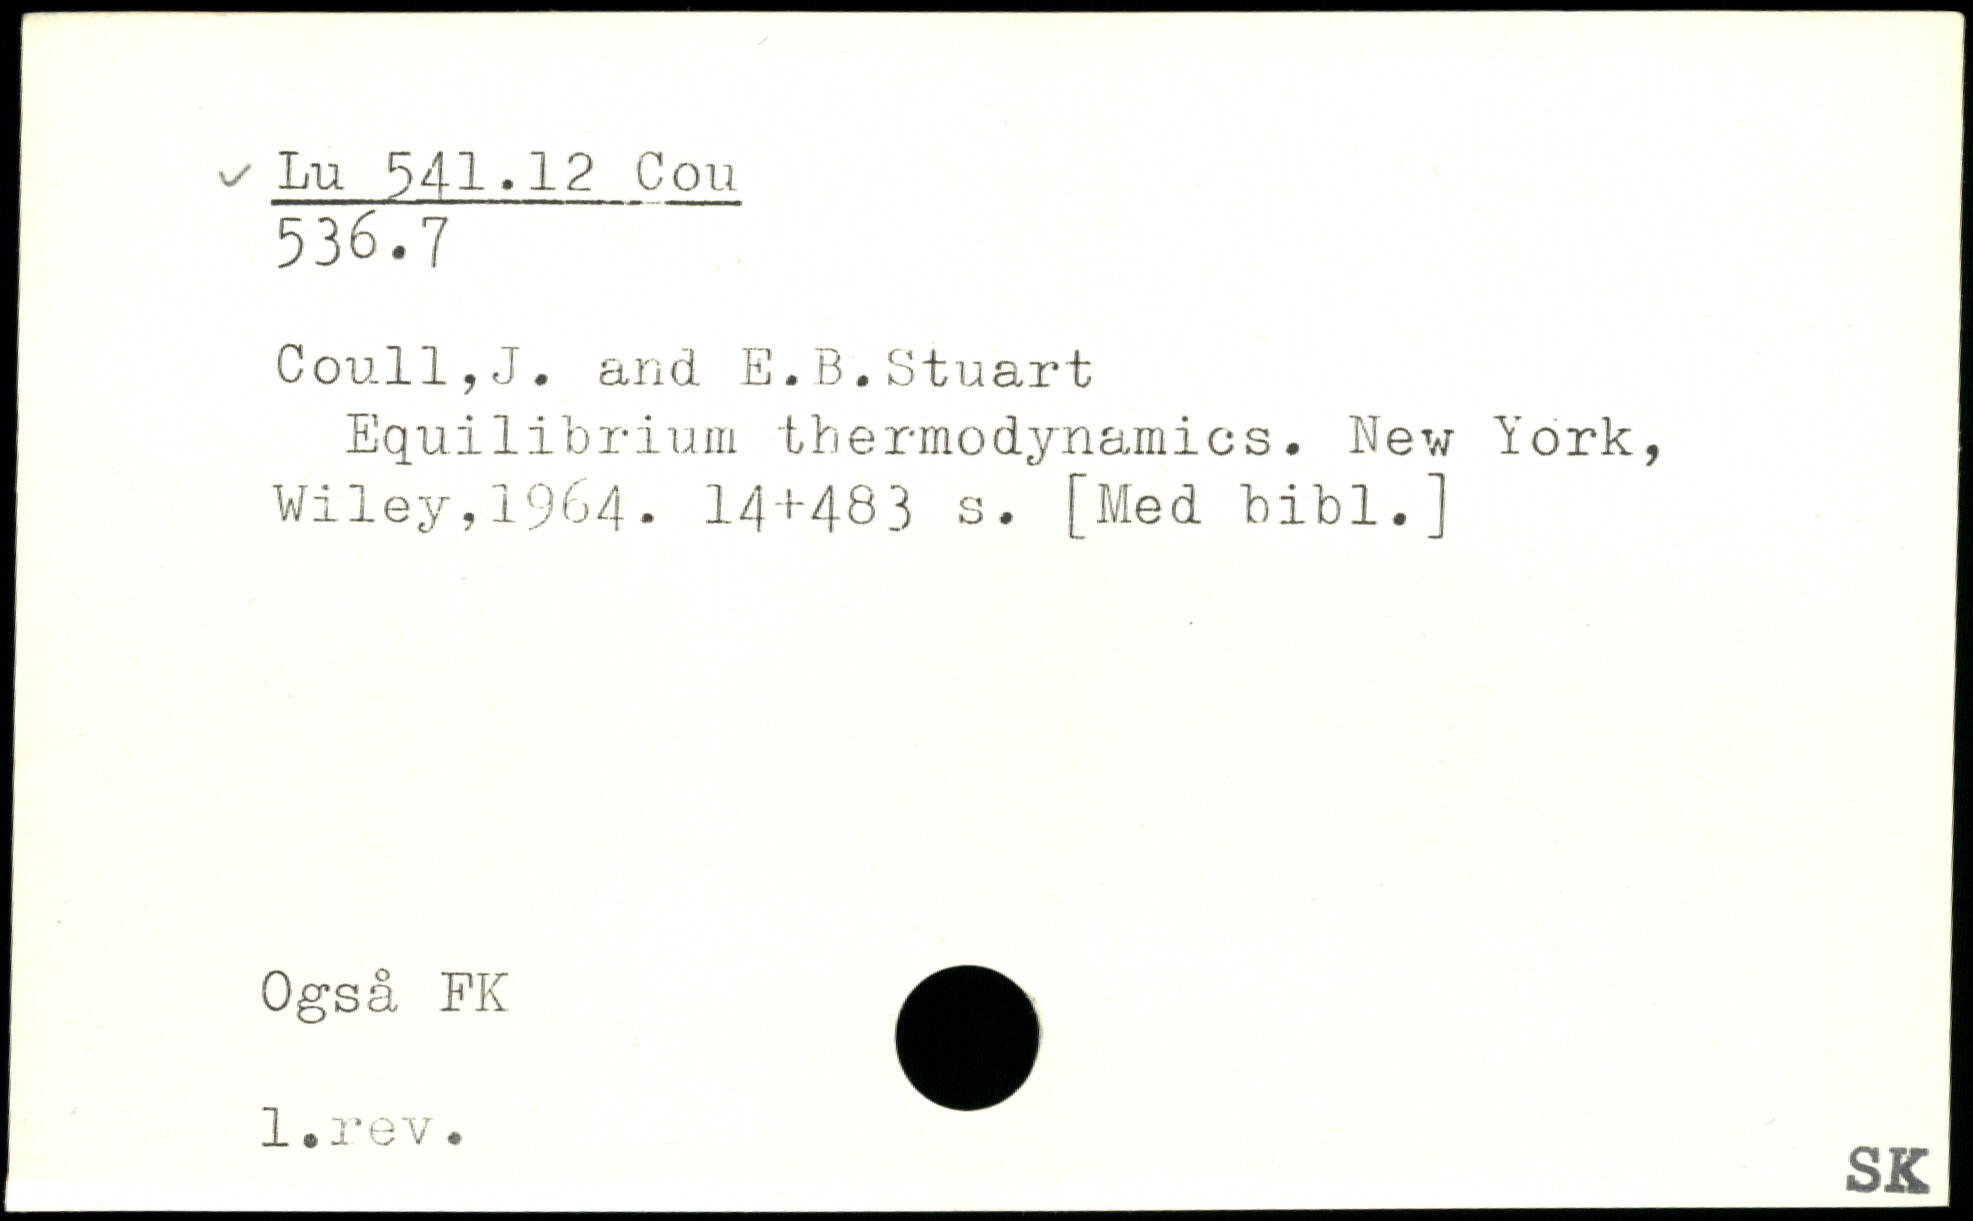 ✓ Lu 541.12 Cou
536.7
Coull,J. and E.B.Stuart
Equilibrium thermodynamics. New York,
Wiley,1964. 14+483 s. [Med bibl.]
Også FK
1.rev.
SK